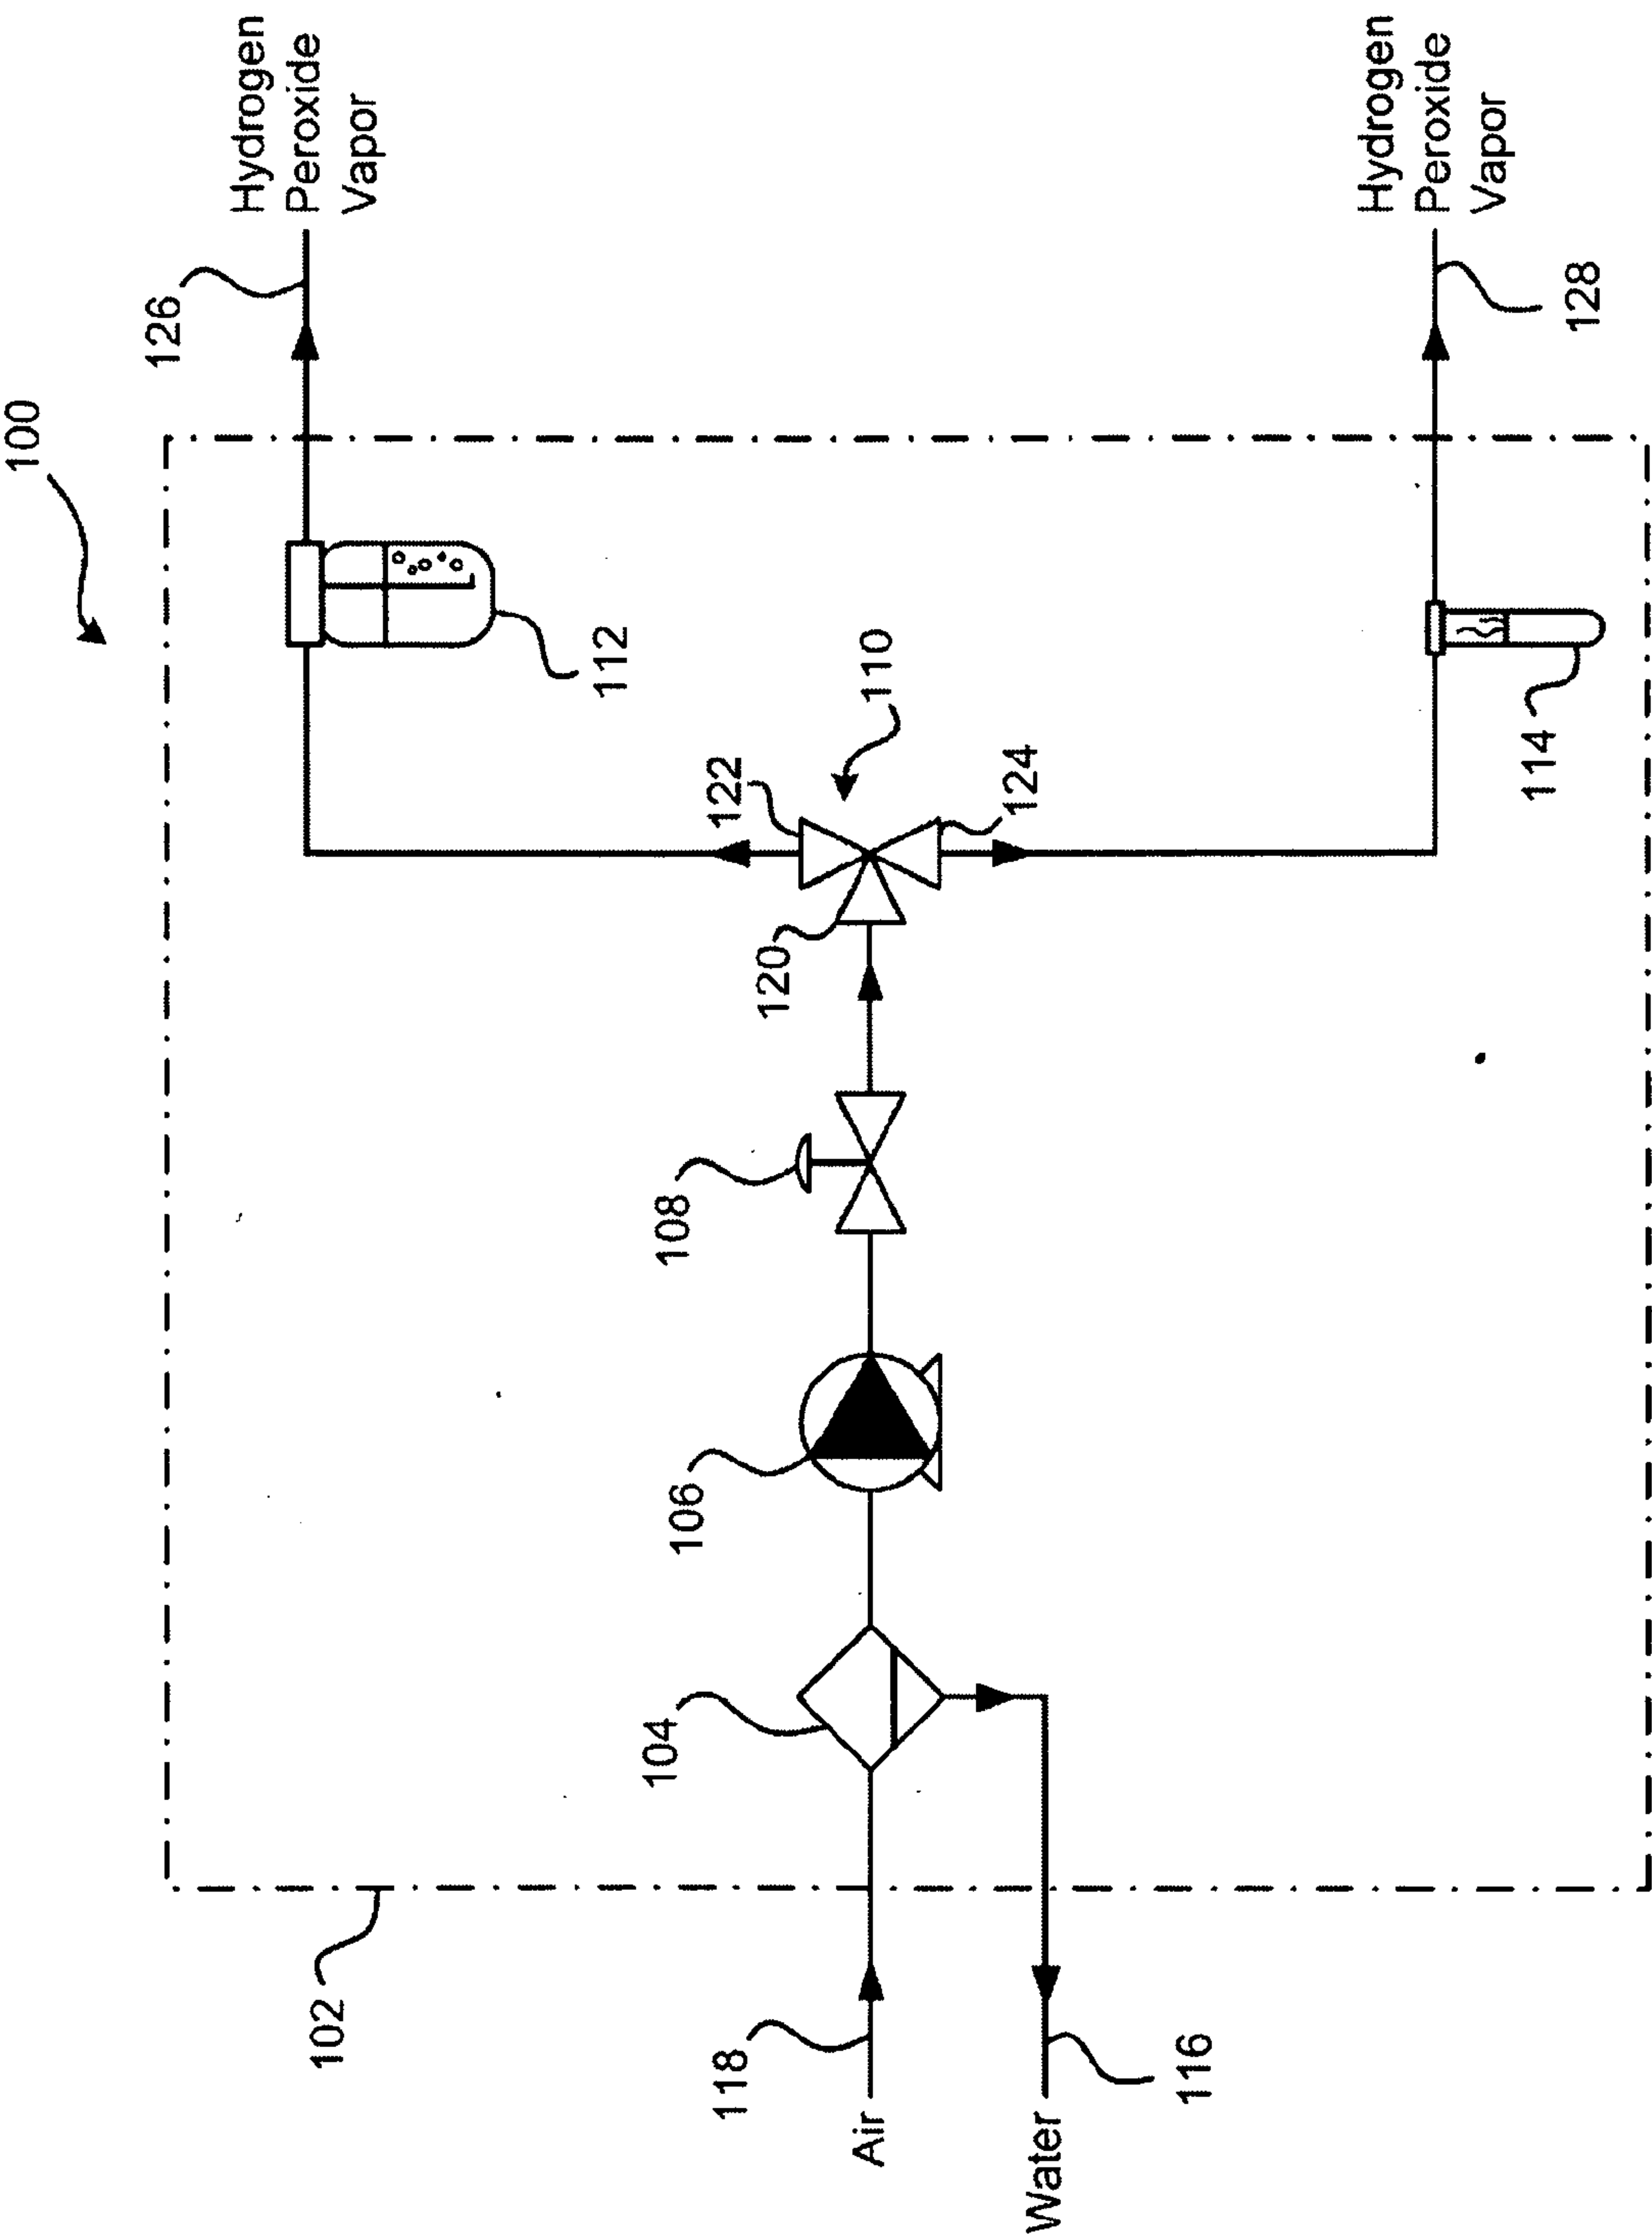 100
126
Hydrogen
Peroxide
Vapor
112
122
110
120
124
108
106
104
102
118
Air
Water
116
114
128
Hydrogen
Peroxide
Vapor